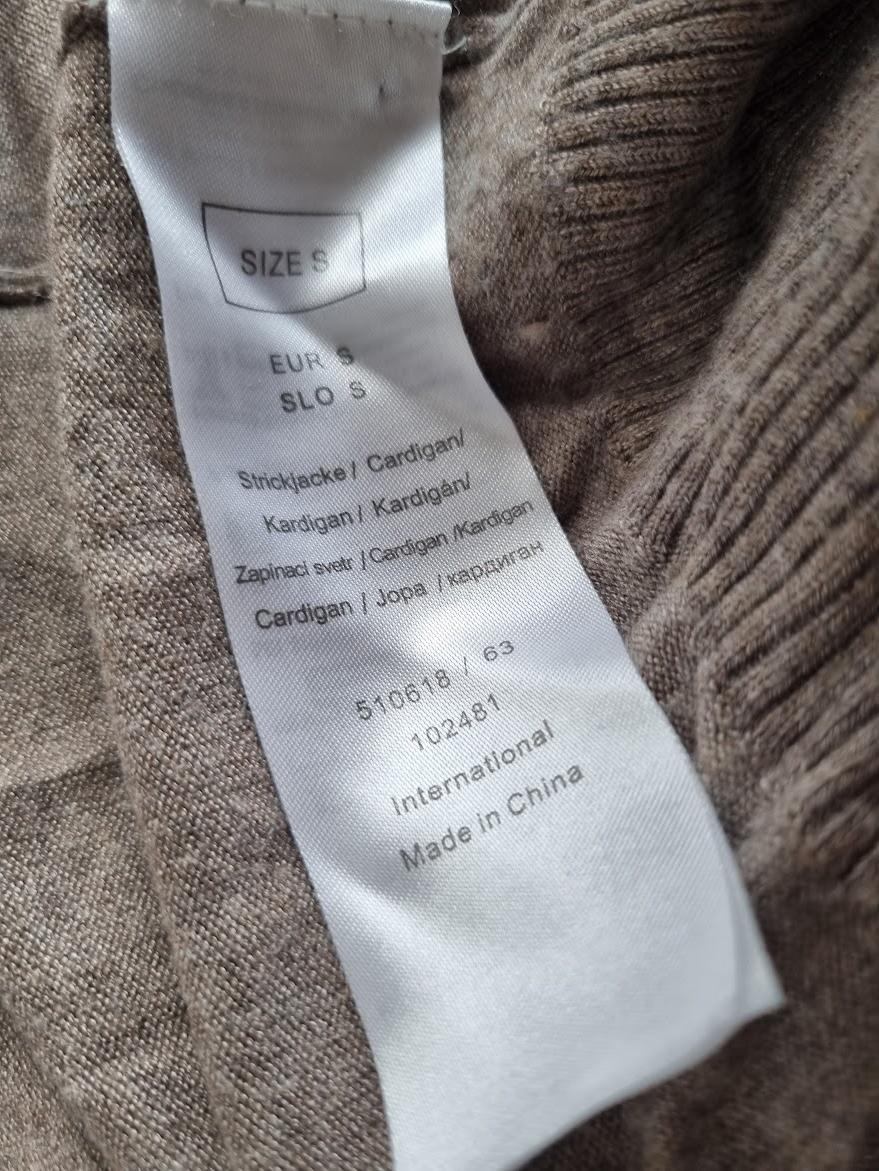 SIZE S
EUR S
SLO S
Strickjacke / Cardigan/
Kardigan / Kardigán/
Zapínací svetr / Cardigan /Kardigan
Cardigan / Jopa / кардиган
510618 / 63
102481
International
Made in China